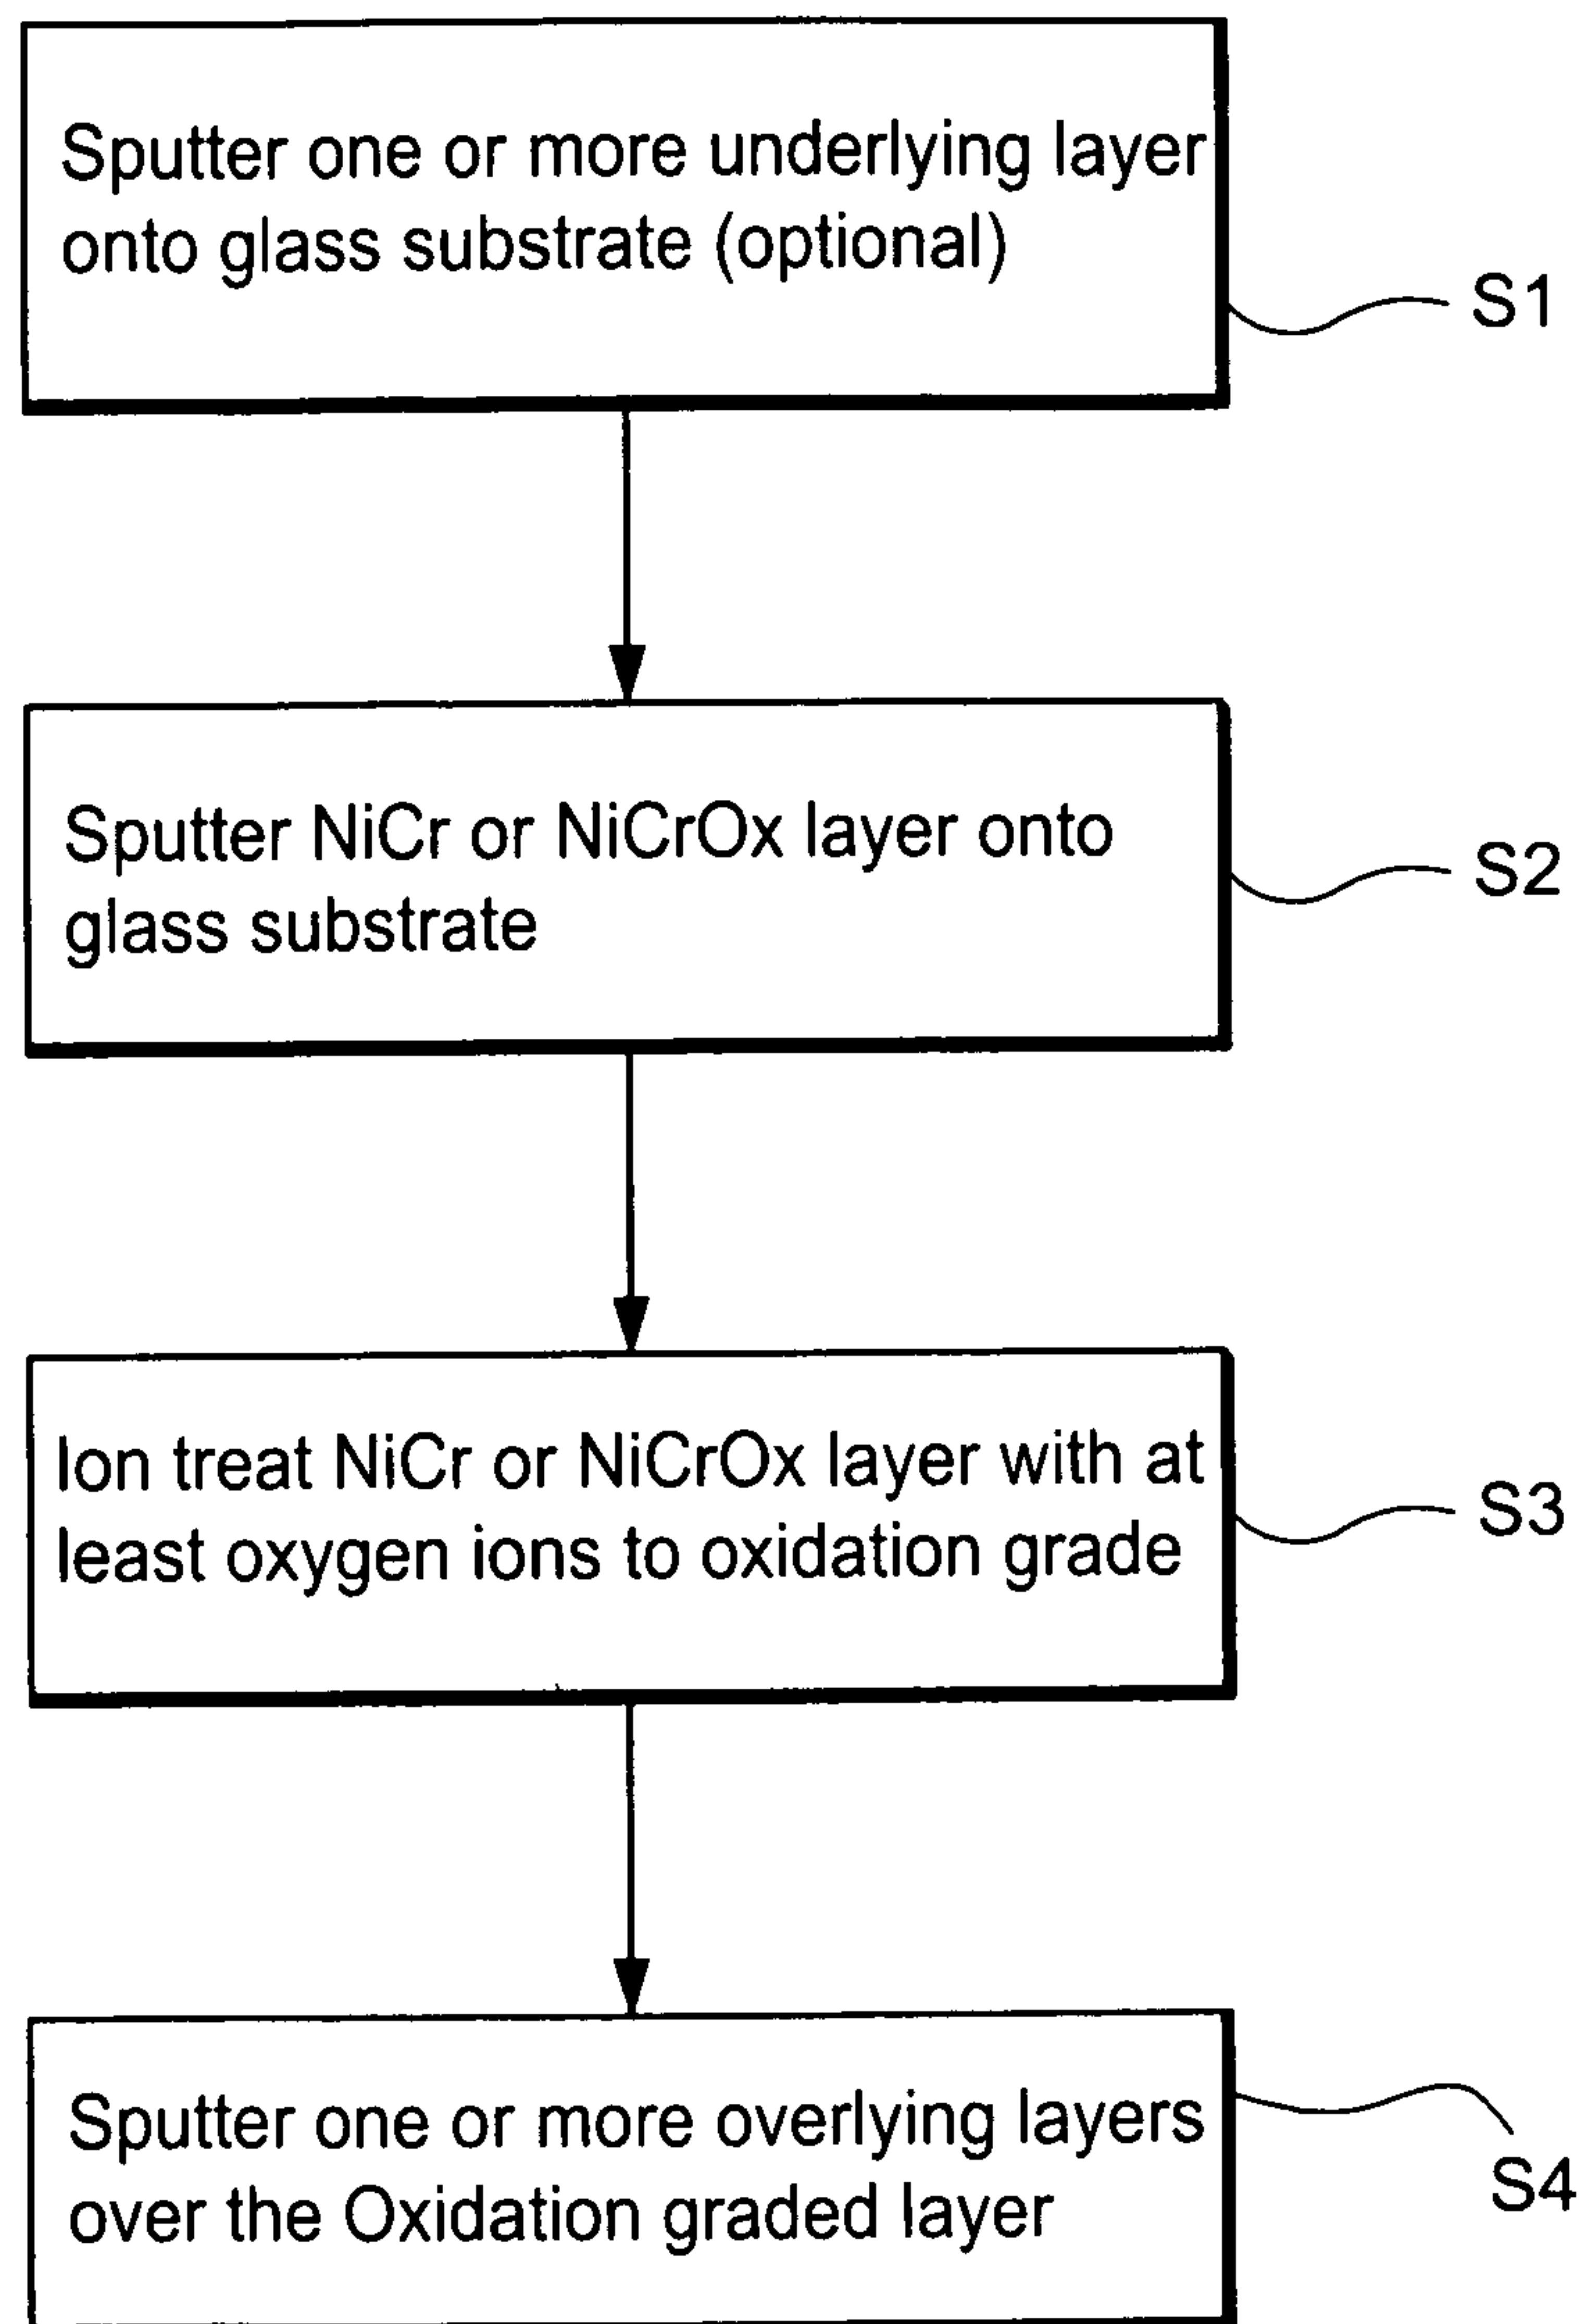 Sputter one or more underlying layer
onto glass substrate (optional)
S1
Sputter NiCr or NiCrOx layer onto
glass substrate
S2
Ion treat NiCr or NiCrOx layer with at
least oxygen ions to oxidation grade
S3
Sputter one or more overlying layers
over the Oxidation graded layer
S4